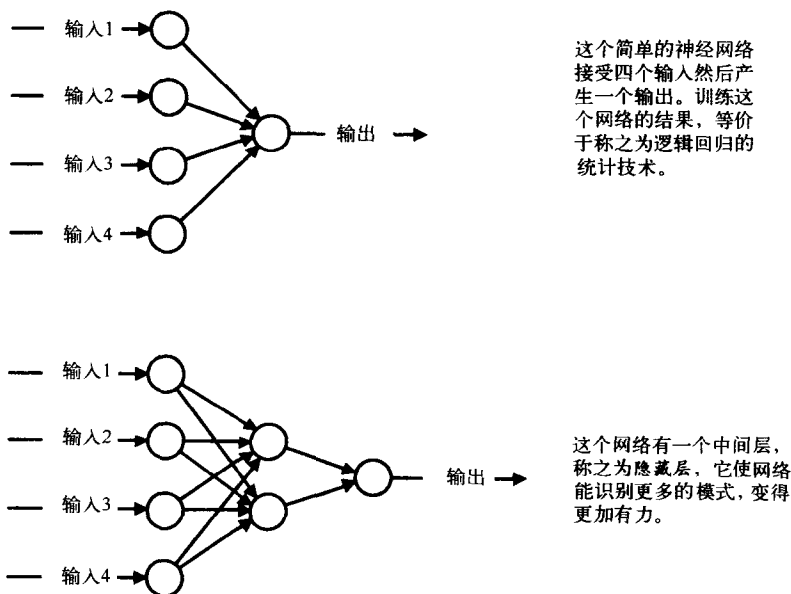 输入1
输入2
输入3
输入4
输出
这个简单的神经网络
接受四个输入然后产
生一个输出。训练这
个网络的结果，等价
于称之为逻辑回归的
统计技术。
输入1
输入2
输入3
输入4
输出
这个网络有一个中间层，
称之为隐藏层，它使网络
能识别更多的模式，变得
更加有力。